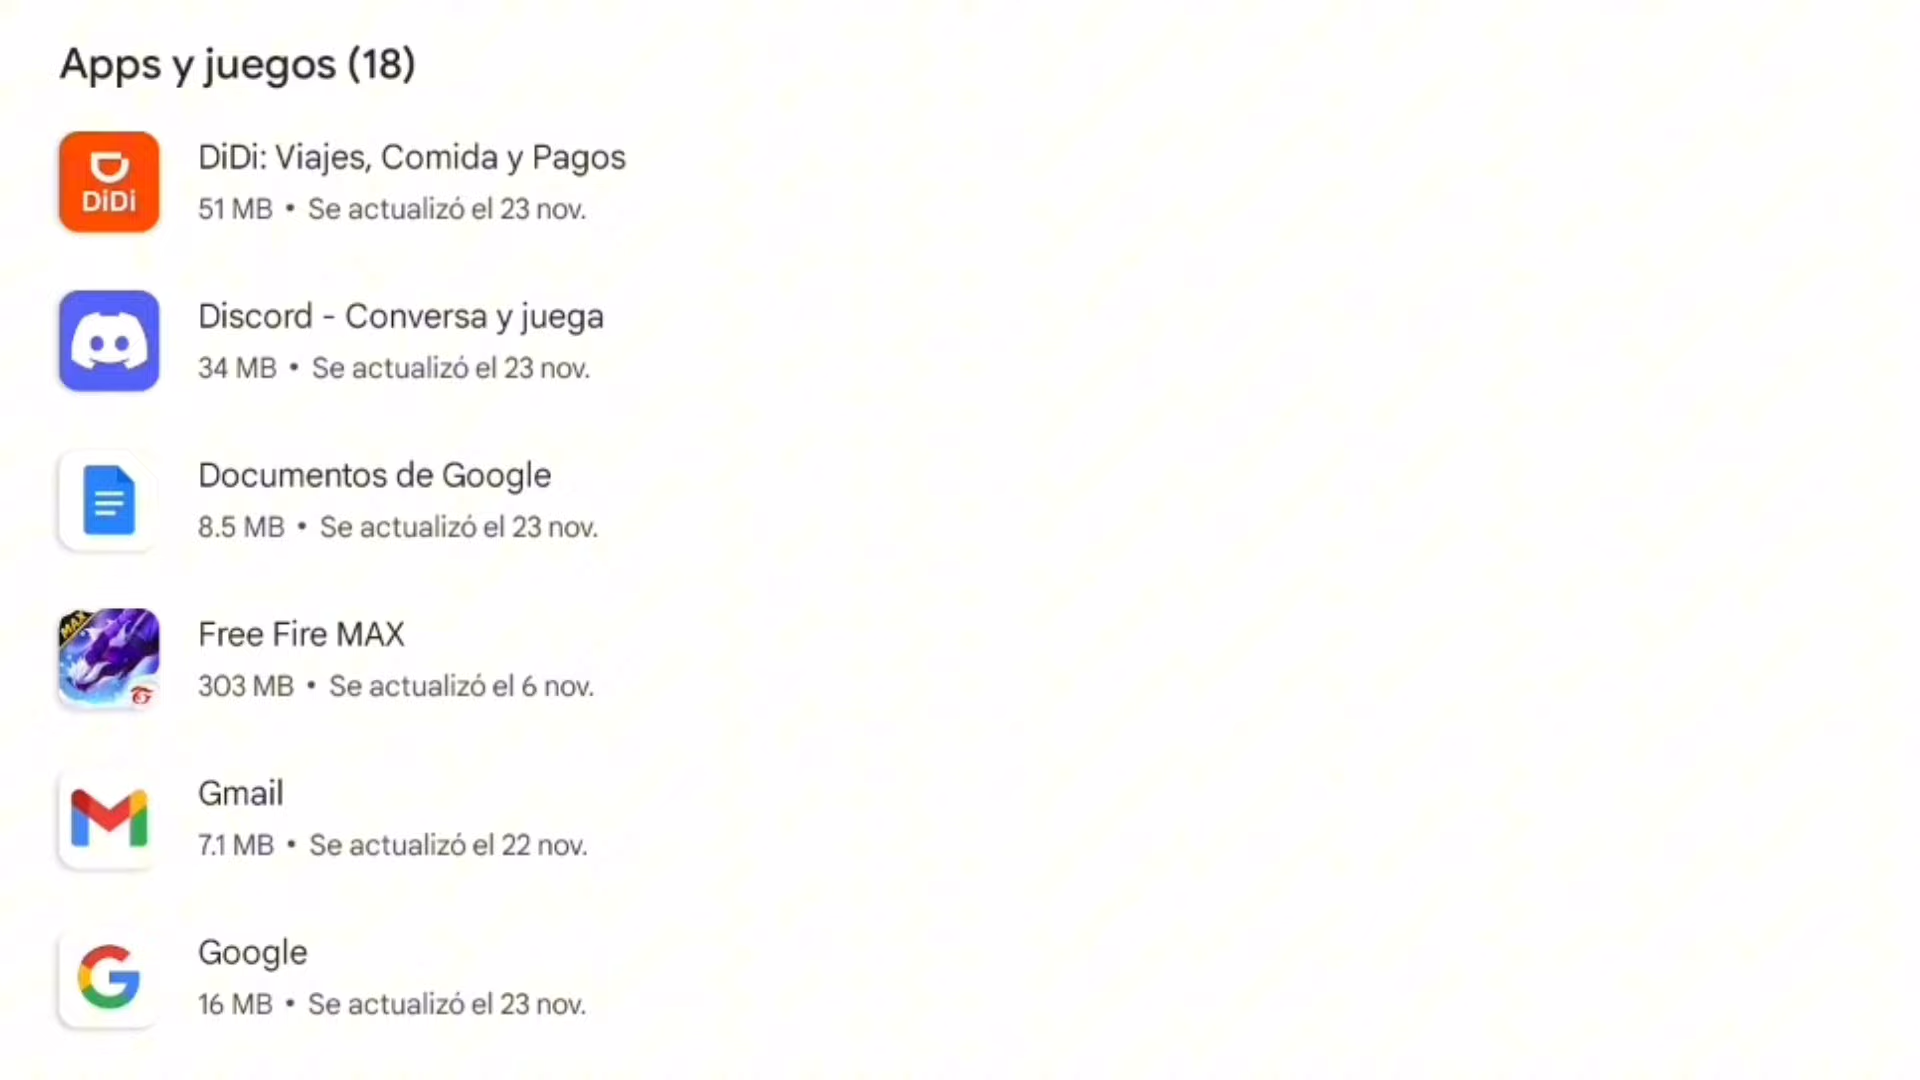 Apps y juegos (18)
DiDi
DiDi: Viajes, Comida y Pagos
51 MB • Se actualizó el 23 nov.
Discord - Conversa y juega
34 MB • Se actualizó el 23 nov.
Documentos de Google
8.5 MB • Se actualizó el 23 nov.
MAX
Free Fire MAX
303 MB • Se actualizó el 6 nov.
Gmail
7.1 MB • Se actualizó el 22 nov.
Google
16 MB • Se actualizó el 23 nov.